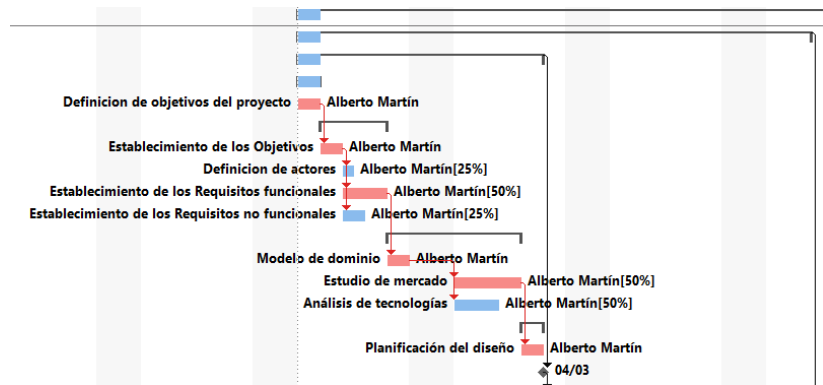 Definicion de objetivos del proyecto Alberto Martín
Establecimiento de los Objetivos Alberto Martín
Definicion de actores Alberto Martín[25%]
Establecimiento de los Requisitos funcionales Alberto Martín[50%]
Establecimiento de los Requisitos no funcionales Alberto Martín[25%]
Modelo de dominio Alberto Martín
Estudio de mercado Alberto Martín[50%]
Análisis de tecnologías Alberto Martín[50%]
Planificación del diseño Alberto Martín
04/03